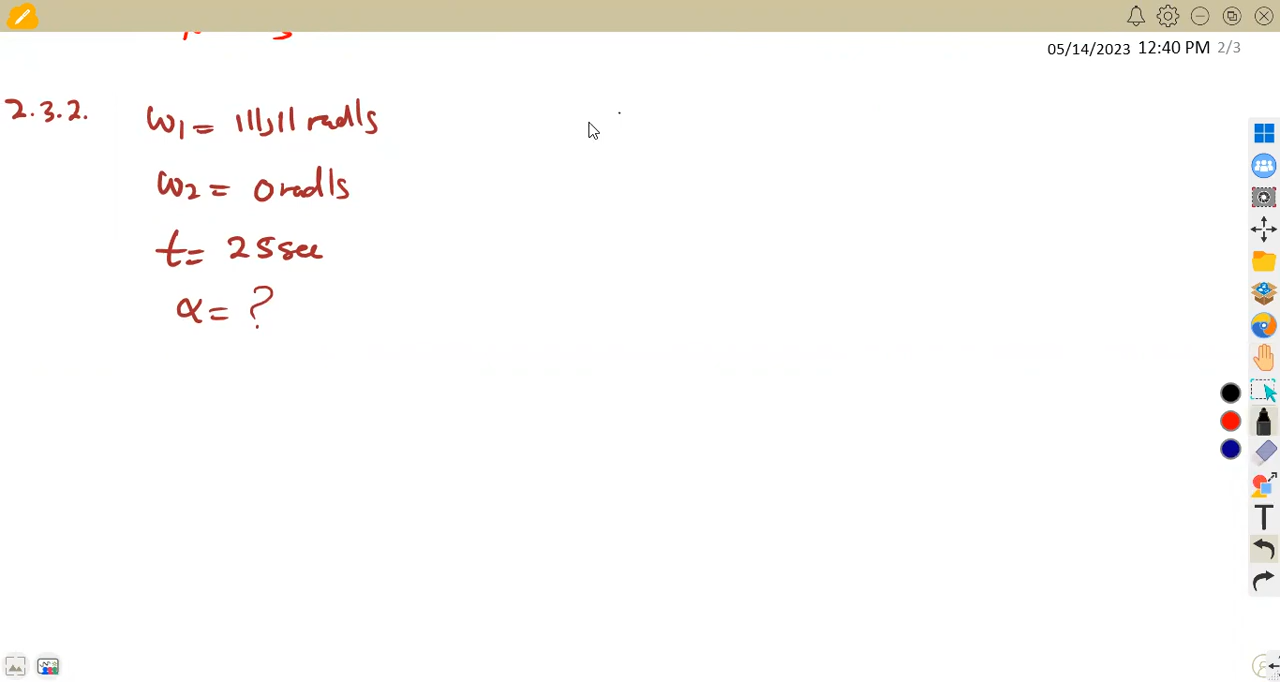 05/14/2023 12:40 PM 2/3
2.3.2. ω1 = 111,11 rad/s
ω2 = 0 rad/s
t = 25 sec
α = ?
T